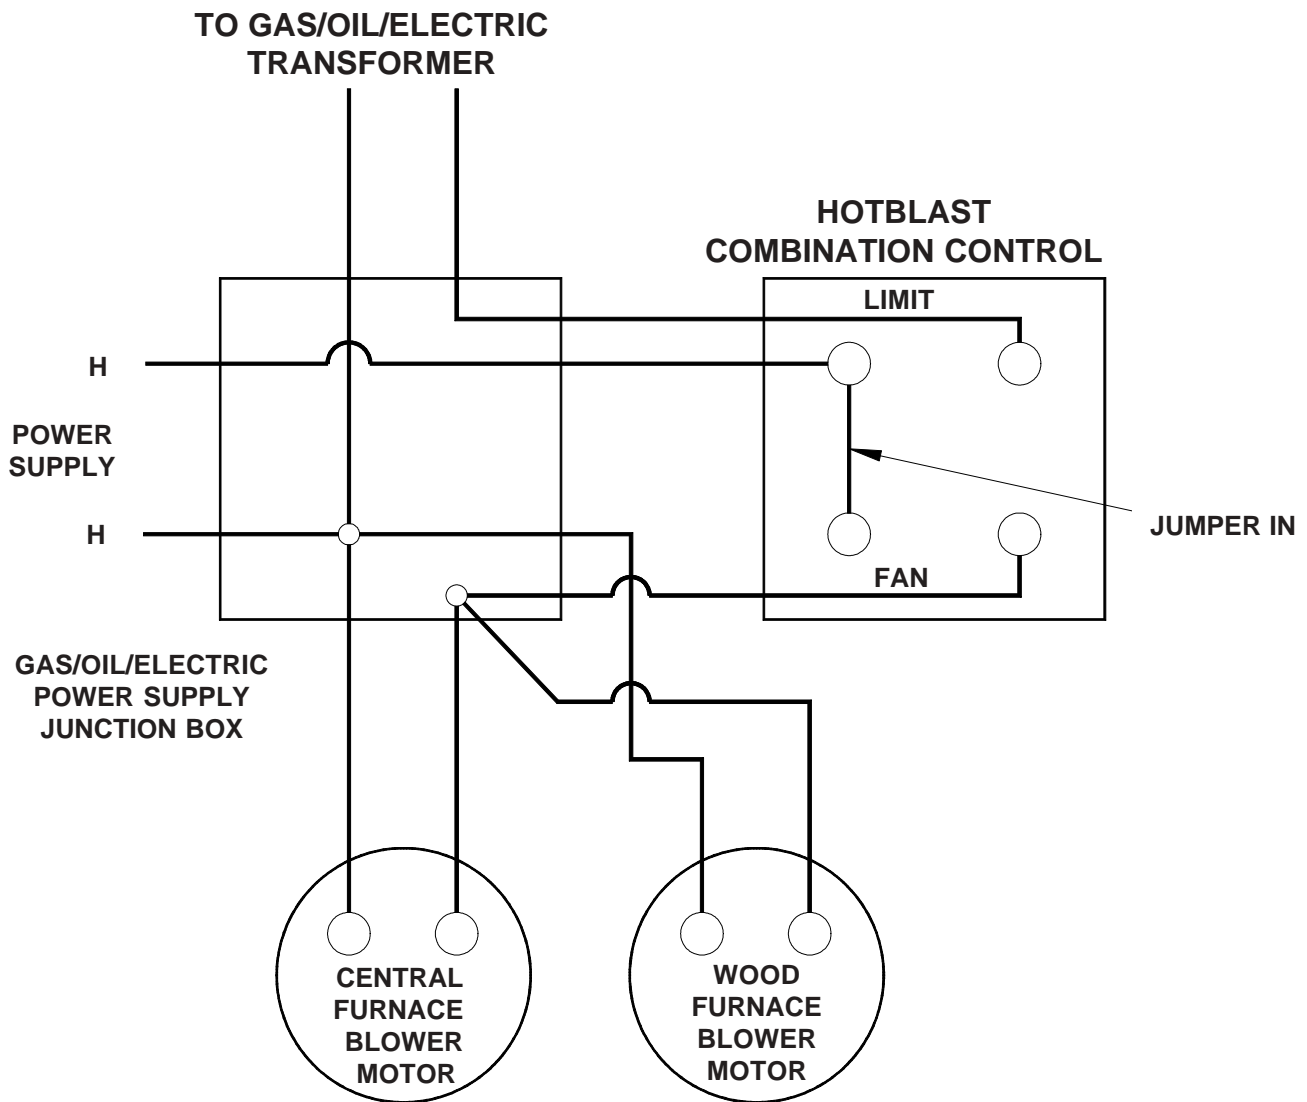 TO GAS/OIL/ELECTRIC
TRANSFORMER
HOTBLAST
COMBINATION CONTROL
LIMIT
H
POWER
SUPPLY
H
JUMPER IN
FAN
GAS/OIL/ELECTRIC
POWER SUPPLY
JUNCTION BOX
CENTRAL
FURNACE
BLOWER
MOTOR
WOOD
FURNACE
BLOWER
MOTOR